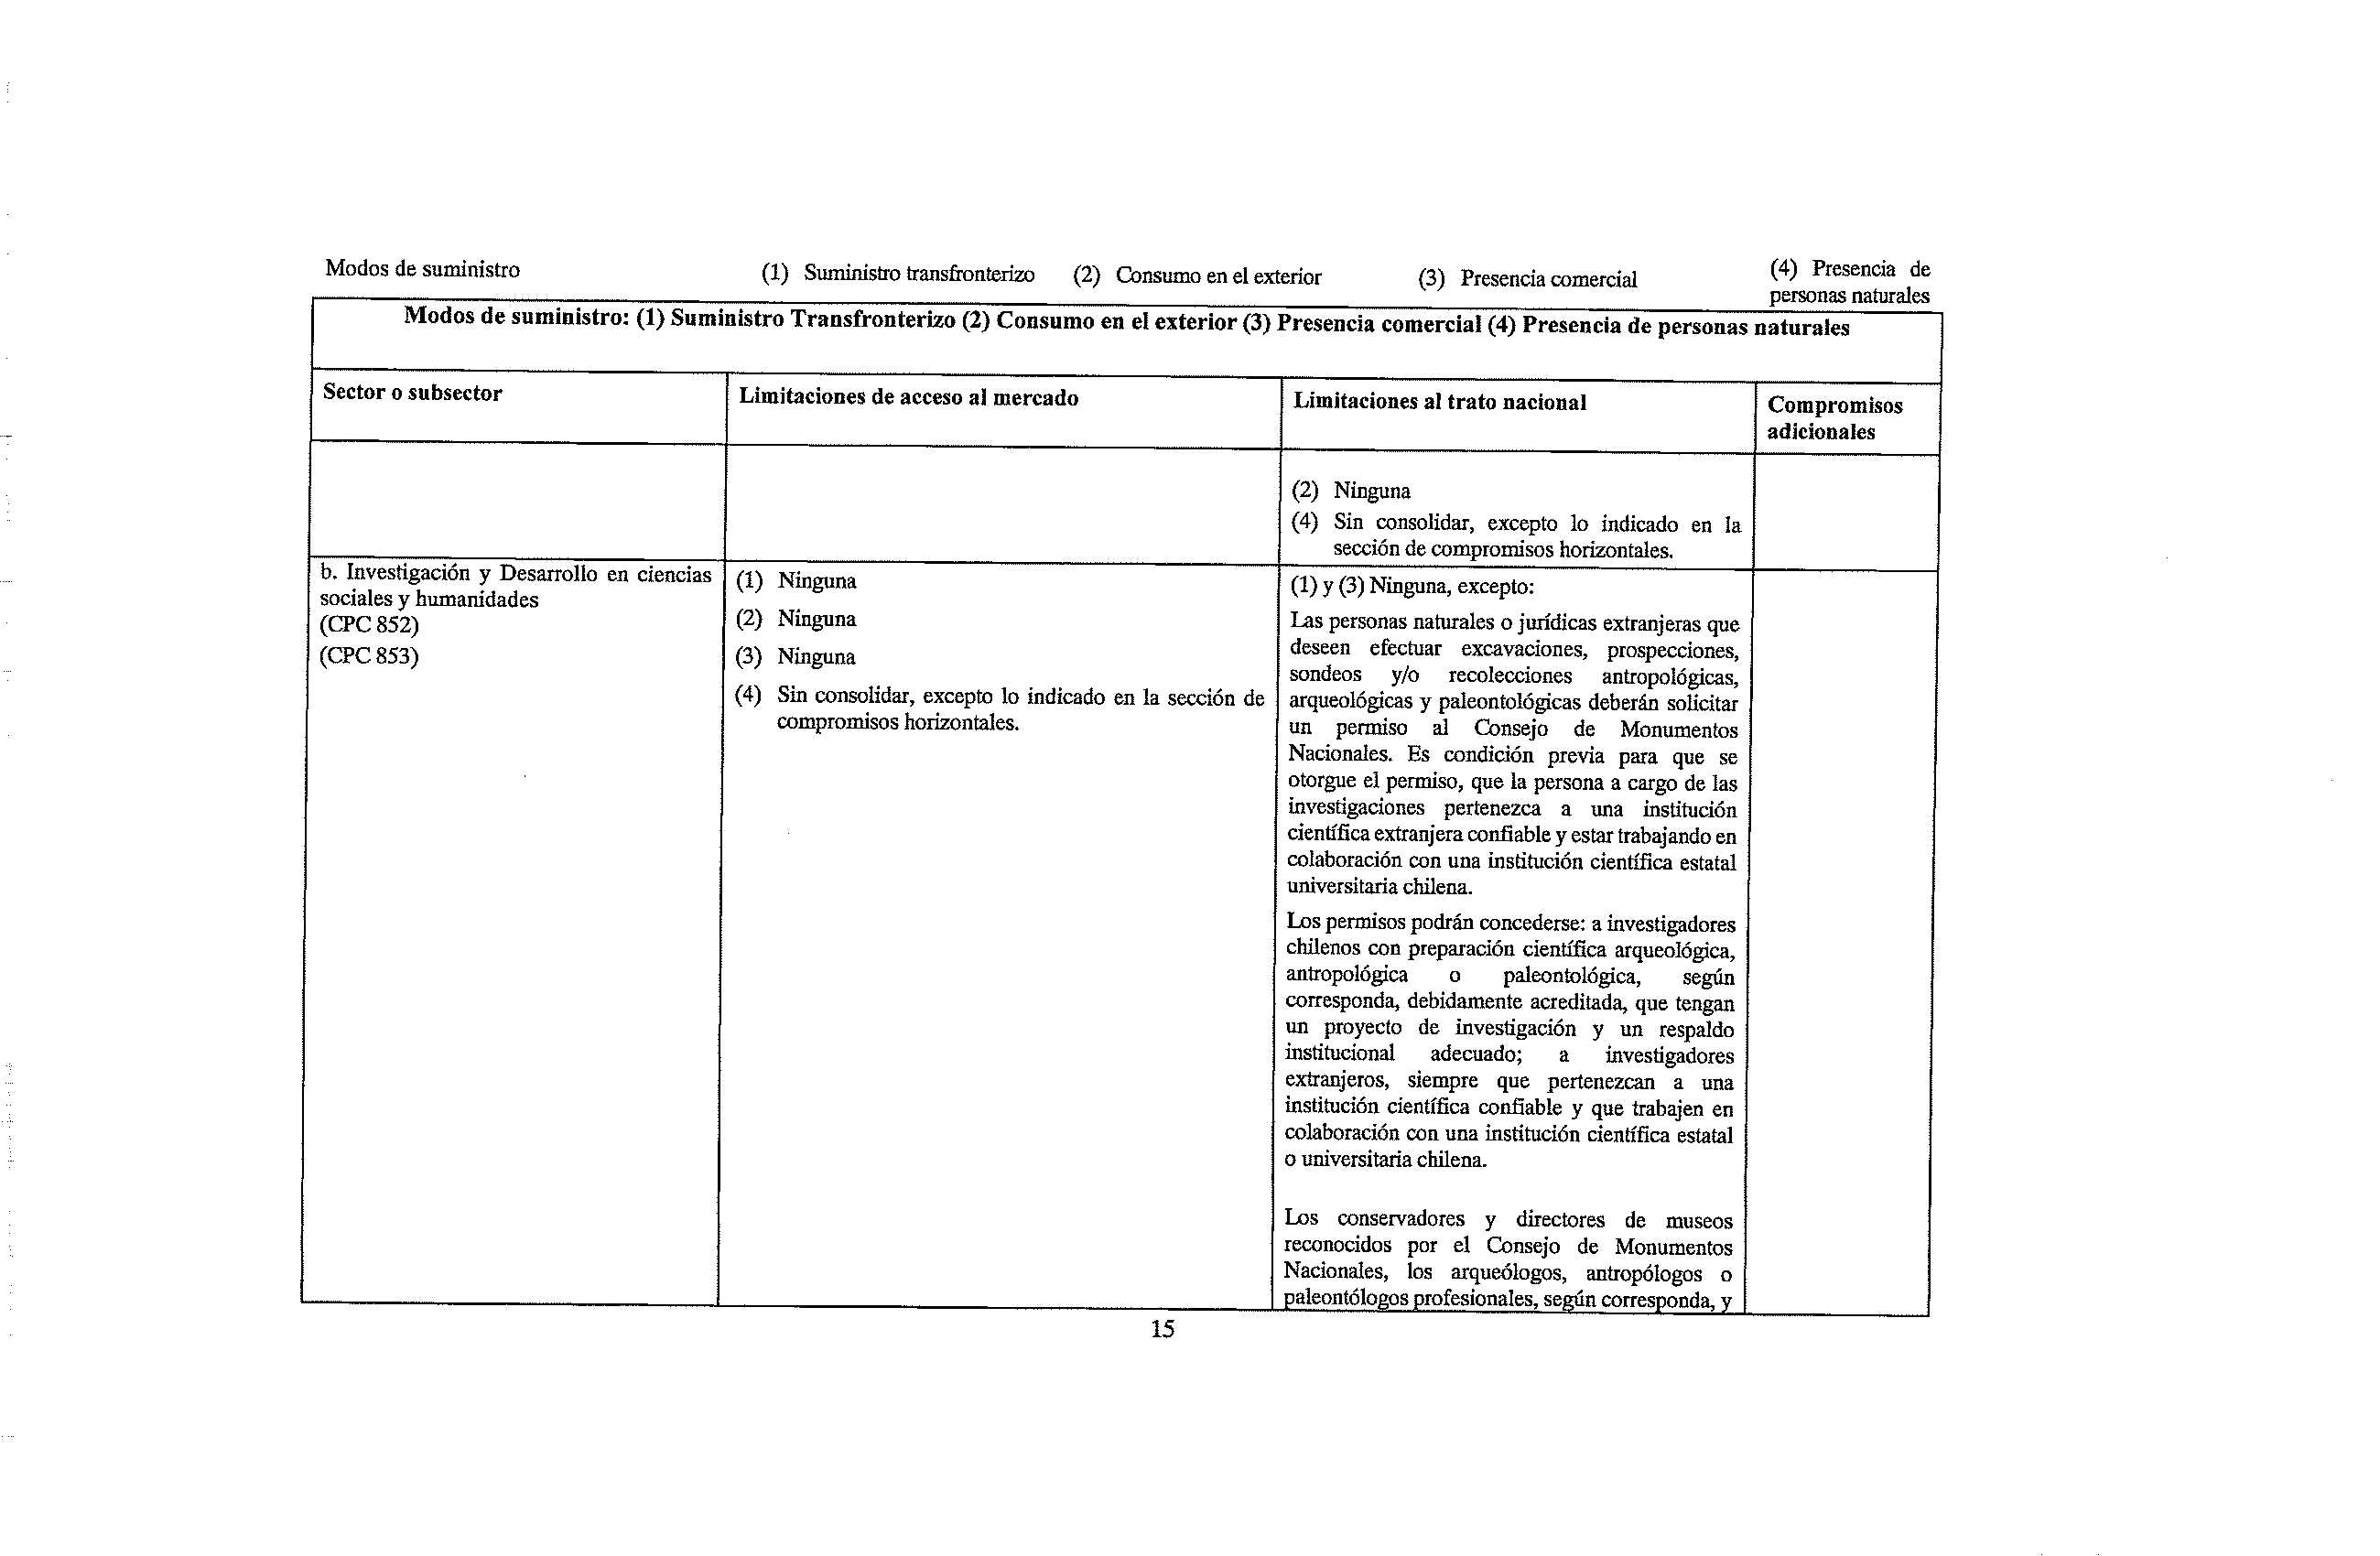 Modos de suministro (1) Suministro transfronterizo (2) Consumo en el exterior (3) Presencia comercial (4) Presencia de
personas naturales
Modos de suministro: (1) Suministro Transfronterizo (2) Consumo en el exterior (3) Presencia comercial (4) Presencia de personas naturales
Sector o subsector
Limitaciones de acceso al mercado
Limitaciones al trato nacional
Compromisos
adicionales
(2) Ninguna
(4) Sin consolidar, excepto lo indicado en la
sección de compromisos horizontales.
b. Investigación y Desarrollo en ciencias
sociales y humanidades
(CPC 852)
(CPC 853)
(1) Ninguna
(2) Ninguna
(3) Ninguna
(4) Sin consolidar, excepto lo indicado en la sección de
compromisos horizontales.
(1) y (3) Ninguna, excepto:
Las personas naturales o jurídicas extranjeras que
deseen efectuar excavaciones, prospecciones,
sondeos y/o recolecciones antropológicas,
arqueológicas y paleontológicas deberán solicitar
un permiso al Consejo de Monumentos
Nacionales. Es condición previa para que se
otorgue el permiso, que la persona a cargo de las
investigaciones pertenezca a una institución
científica extranjera confiable y estar trabajando en
colaboración con una institución científica estatal
universitaria chilena.
Los permisos podrán concederse: a investigadores
chilenos con preparación científica arqueológica,
antropológica o paleontológica, según
corresponda, debidamente acreditada, que tengan
un proyecto de investigación y un respaldo
institucional adecuado; a investigadores
extranjeros, siempre que pertenezcan a una
institución científica confiable y que trabajen en
colaboración con una institución científica estatal
o universitaria chilena.
Los conservadores y directores de museos
reconocidos por el Consejo de Monumentos
Nacionales, los arqueólogos, antropólogos o
paleontólogos profesionales, según corresponda, y
15